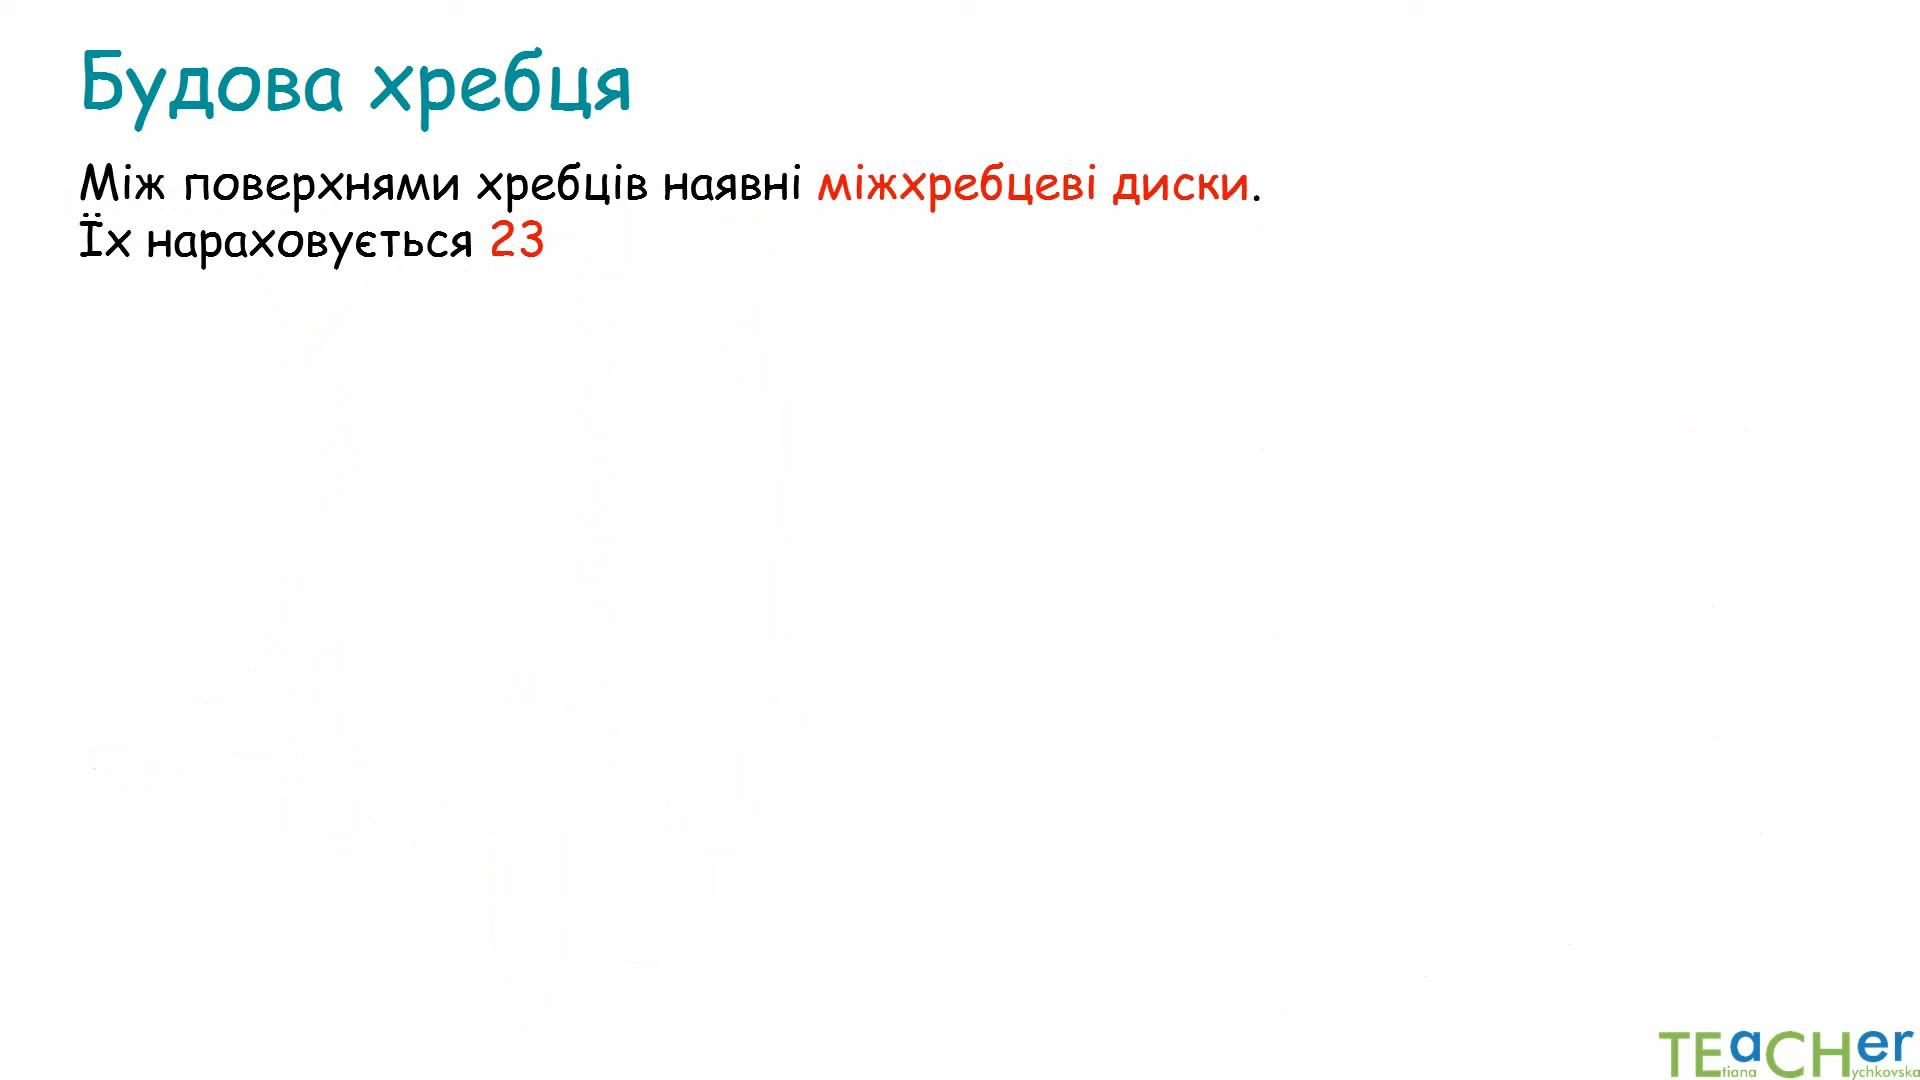 Будова хребця
Між поверхнями хребців наявні міжхребцеві диски.
Їх нараховується 23
TEaCHer
tiana ychkovska